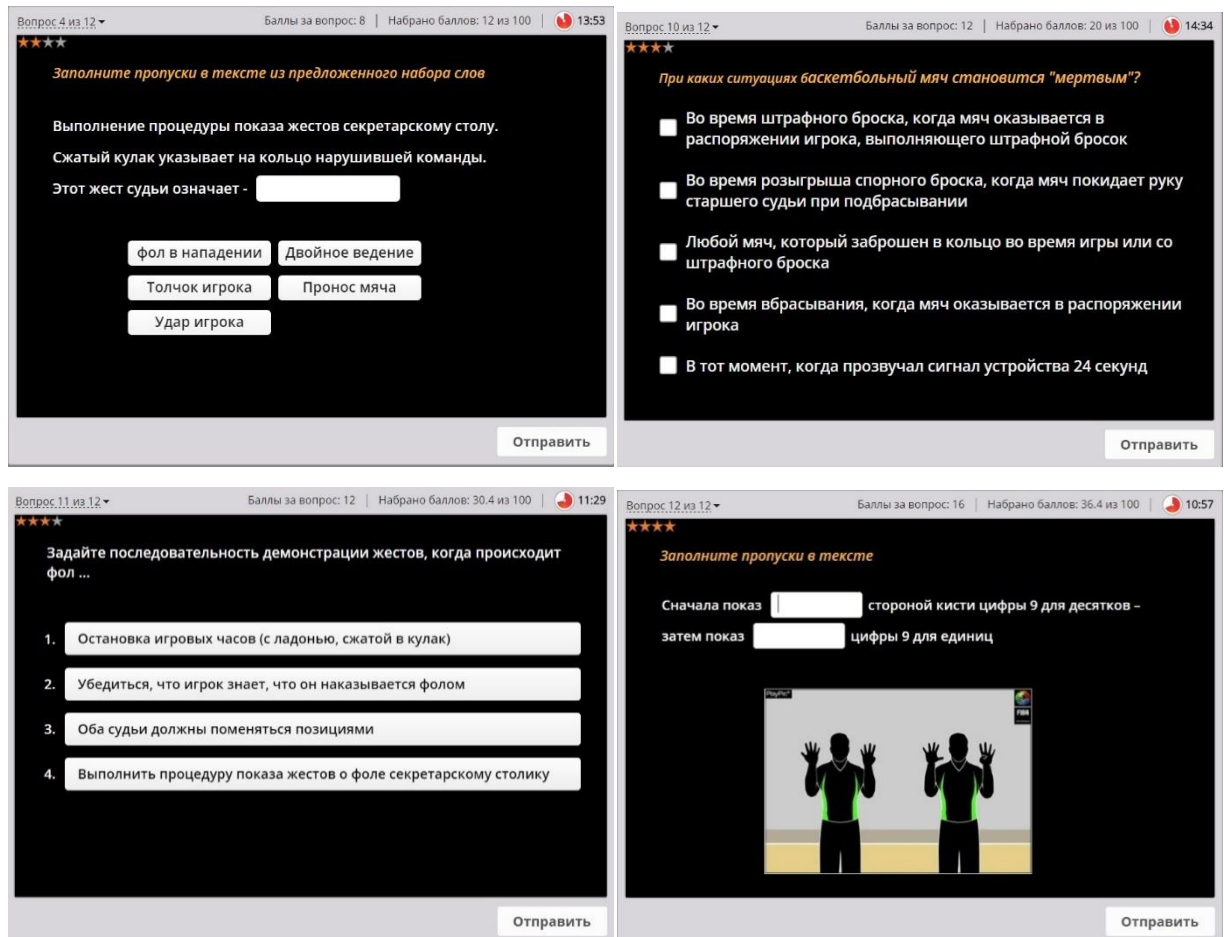 Вопрос 4 из 12
Баллы за вопрос: 8 | Набрано баллов: 12 из 100 | 13:53
Заполните пропуски в тексте из предложенного набора слов
Выполнение процедуры показа жестов секретарскому столу.
Сжатый кулак указывает на кольцо нарушившей команды.
Этот жест судьи означает -
фол в нападении
Двойное ведение
Толчок игрока
Пронос мяча
Удар игрока
Отправить
Вопрос 10 из 12
Баллы за вопрос: 12 | Набрано баллов: 20 из 100 | 14:34
При каких ситуациях баскетбольный мяч становится "мертвым"?
Во время штрафного броска, когда мяч оказывается в
распоряжении игрока, выполняющего штрафной бросок
Во время розыгрыша спорного броска, когда мяч покидает руку
старшего судьи при подбрасывании
Любой мяч, который заброшен в кольцо во время игры или со
штрафного броска
Во время вбрасывания, когда мяч оказывается в распоряжении
игрока
В тот момент, когда прозвучал сигнал устройства 24 секунд
Отправить
Вопрос 11 из 12
Баллы за вопрос: 12 | Набрано баллов: 30.4 из 100 | 11:29
Задайте последовательность демонстрации жестов, когда происходит
фол ...
1. Остановка игровых часов (с ладонью, сжатой в кулак)
2. Убедиться, что игрок знает, что он наказывается фолом
3. Оба судьи должны поменяться позициями
4. Выполнить процедуру показа жестов о фоле секретарскому столику
Отправить
Вопрос 12 из 12
Баллы за вопрос: 16 | Набрано баллов: 36.4 из 100 | 10:57
Заполните пропуски в тексте
Сначала показ стороной кисти цифры 9 для десятков –
затем показ цифры 9 для единиц
FIBA
Отправить